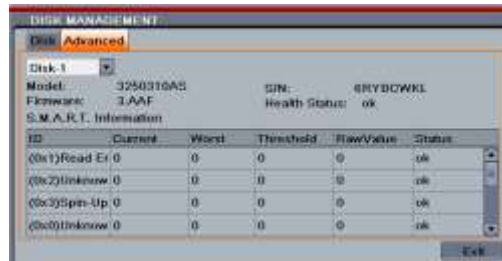 DISK MANAGEMENT
Disk Advanced
Disk-1
Model: 3250310AS S/N: 6RYBCWKL
Firmware: 3.AAF Health Status: ok
S.M.A.R.T. Information
ID Current Worst Threshold RawValue Status
(0x1)Read Er 0 0 0 0 ok
(0x2)Unknow 0 0 0 0 ok
(0x3)Spin-Up 0 0 0 0 ok
(0x0)Unknow 0 0 0 0 ok
Exit